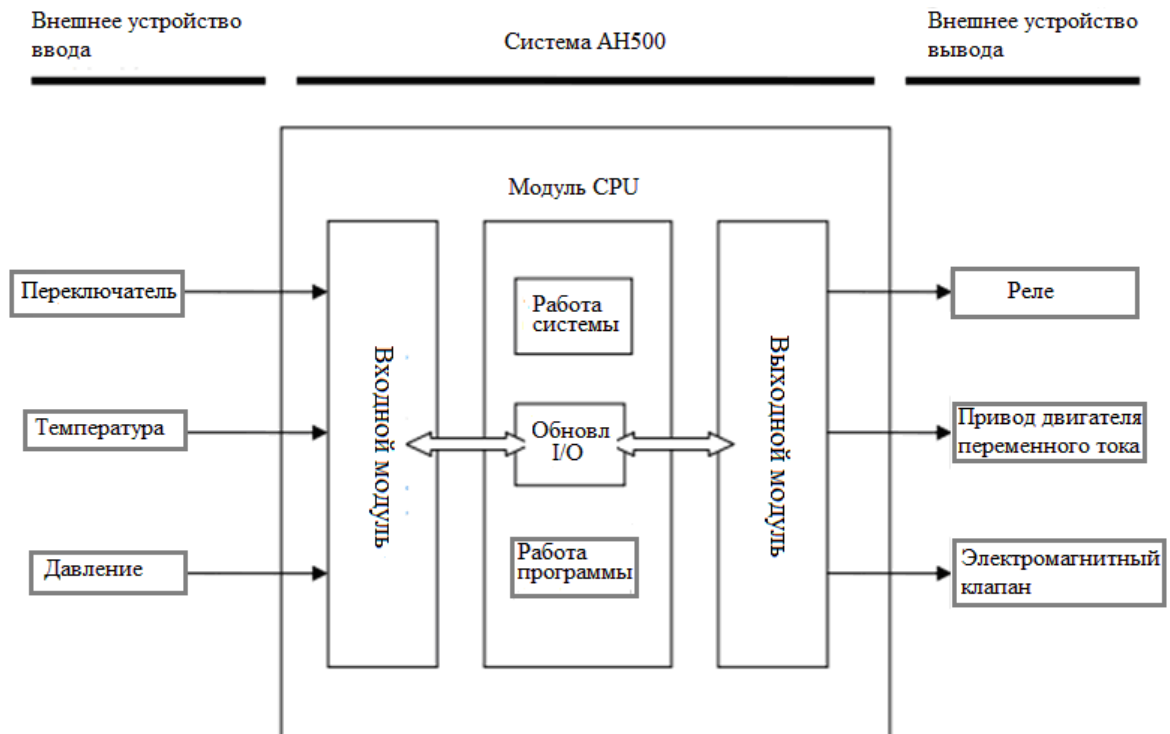 Внешнее устройство
ввода
Система AH500
Внешнее устройство
вывода
Модуль CPU
Переключатель
Температура
Давление
Входной модуль
Работа
системы
Обновл
I/O
Работа
программы
Выходной модуль
Реле
Привод двигателя
переменного тока
Электромагнитный
клапан